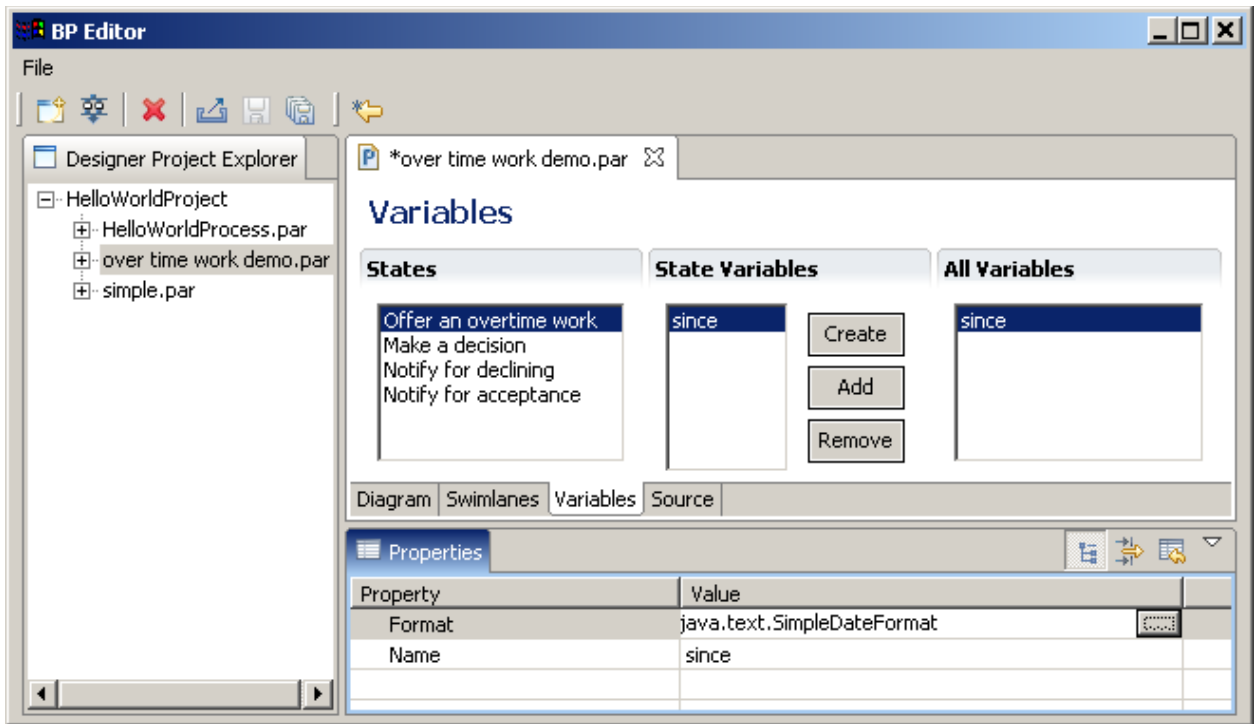 BP Editor
File
Designer Project Explorer
HelloWorldProject
HelloWorldProcess.par
over time work demo.par
simple.par
*over time work demo.par
Variables
States
State Variables
All Variables
Offer an overtime work
Make a decision
Notify for declining
Notify for acceptance
since
Create
Add
Remove
since
Diagram Swimlanes Variables Source
Properties
Property Value
Format java.text.SimpleDateFormat ...
Name since